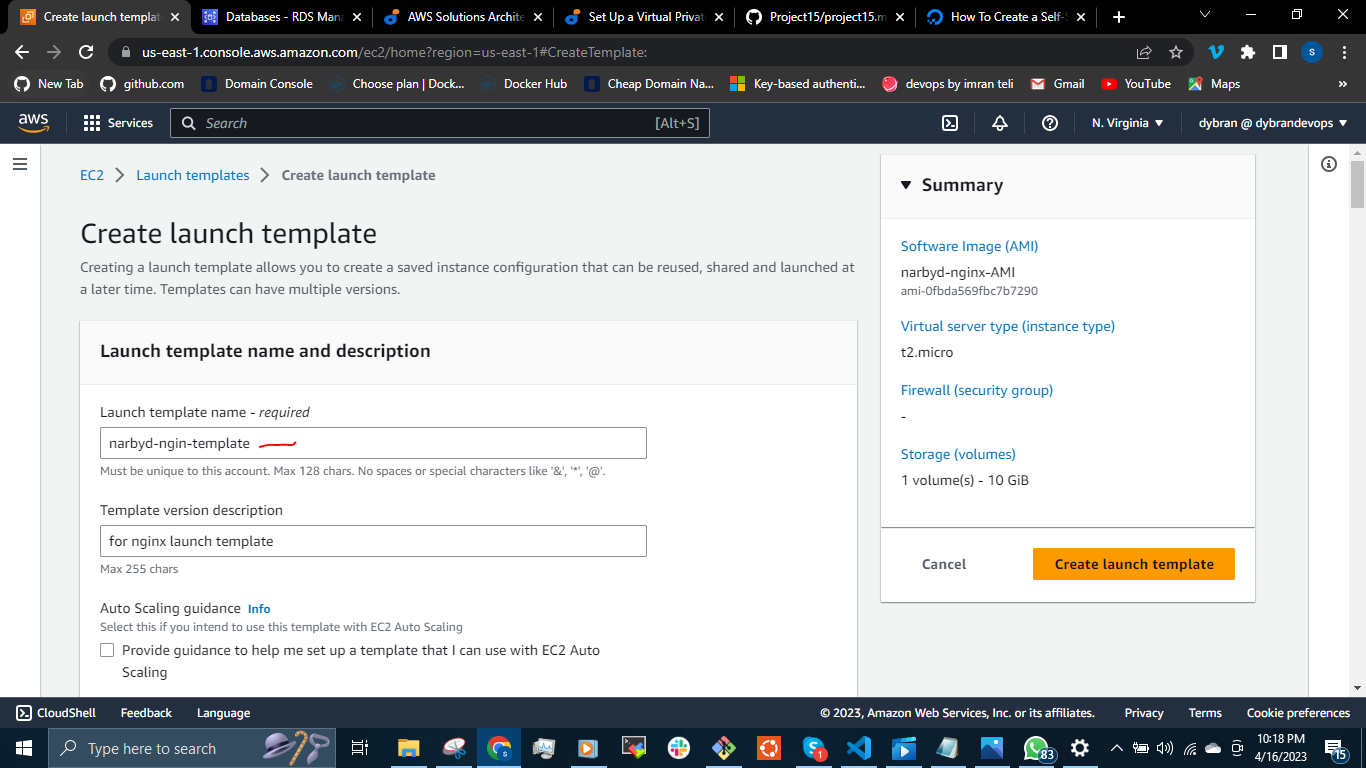 Create launch templat
Databases - RDS Mana
AWS Solutions Archite
Set Up a Virtual Privat
Project15/project15.m
How To Create a Self-S
us-east-1.console.aws.amazon.com/ec2/home?region=us-east-1#CreateTemplate:
S
New Tab
github.com
Domain Console
Choose plan | Dock...
Docker Hub
Cheap Domain Na...
Key-based authenti...
devops by imran teli
Gmail
YouTube
Maps
»
aws
Services
Search
[Alt+S]
N. Virginia
dybran @ dybrandevops
EC2 > Launch templates > Create launch template
Create launch template
Creating a launch template allows you to create a saved instance configuration that can be reused, shared and launched at
a later time. Templates can have multiple versions.
Launch template name and description
Launch template name - required
narbyd-ngin-template
Must be unique to this account. Max 128 chars. No spaces or special characters like '&', '*', '@'.
Template version description
for nginx launch template
Max 255 chars
Auto Scaling guidance Info
Select this if you intend to use this template with EC2 Auto Scaling
Provide guidance to help me set up a template that I can use with EC2 Auto
Scaling
Summary
Software Image (AMI)
narbyd-nginx-AMI
ami-0fbda569fbc7b7290
Virtual server type (instance type)
t2.micro
Firewall (security group)
-
Storage (volumes)
1 volume(s) - 10 GiB
Cancel
Create launch template
CloudShell
Feedback
Language
© 2023, Amazon Web Services, Inc. or its affiliates.
Privacy
Terms
Cookie preferences
Type here to search
1
83
10:18 PM
4/16/2023
15